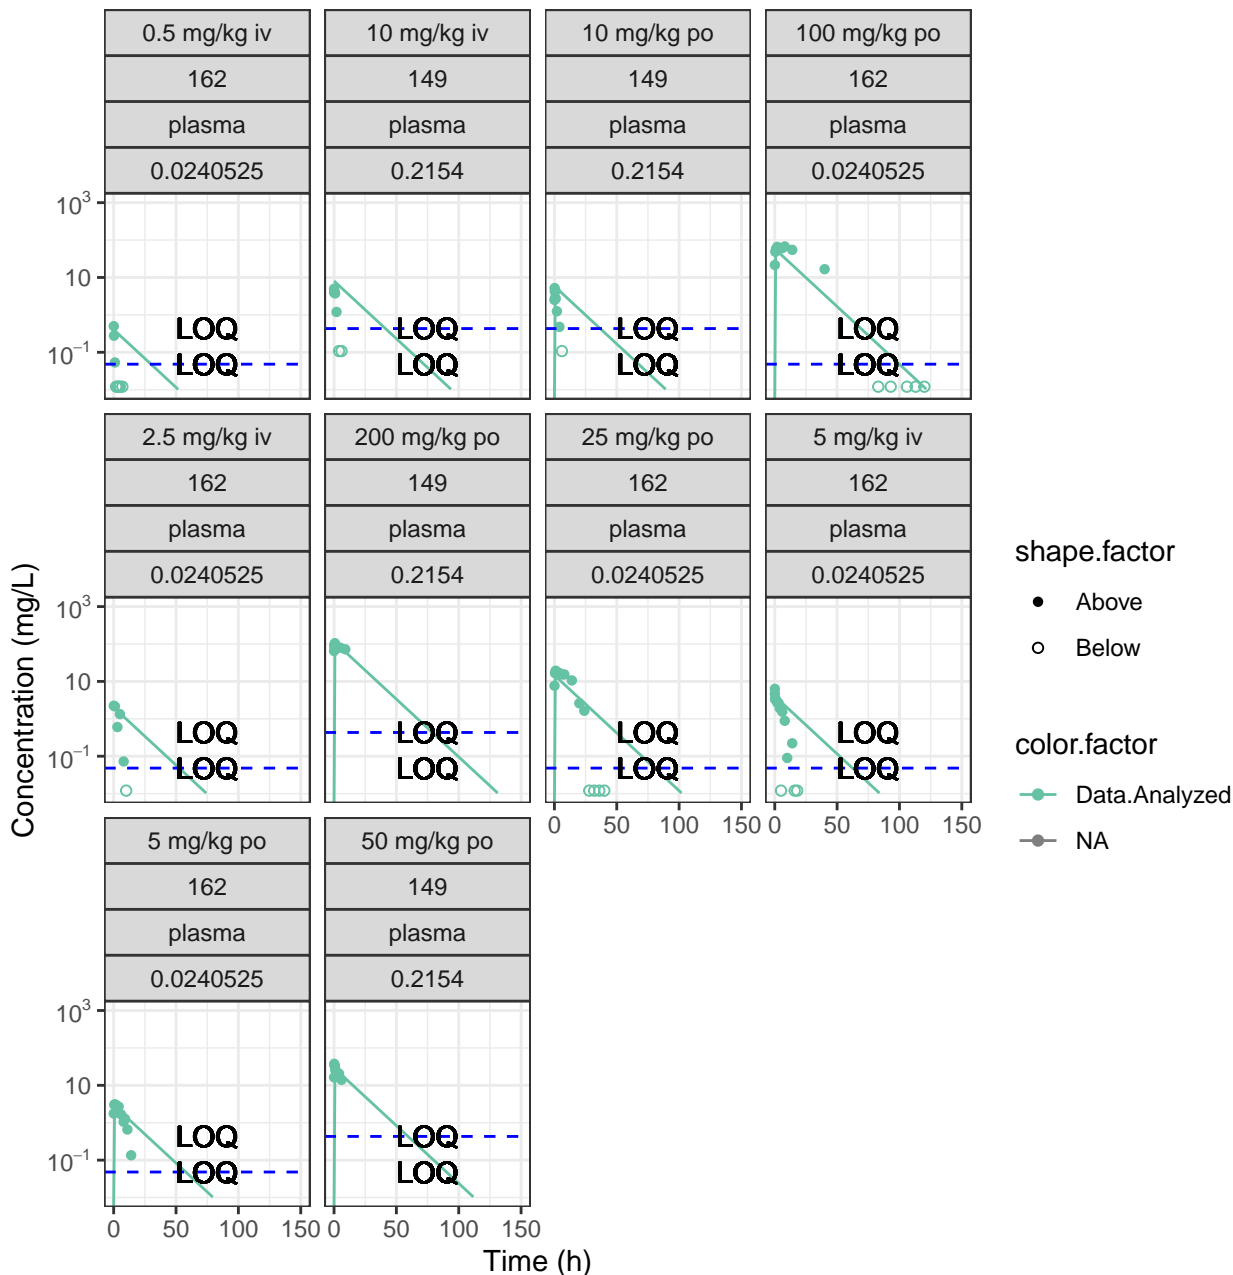 0.5 mg/kg iv 10 mg/kg iv 10 mg/kg po 100 mg/kg po
162 149 149 162
plasma plasma plasma plasma
0.0240525 0.2154 0.2154 0.0240525
10³
10
10⁻¹
LOQ LOQ LOQ LOQ
LOQ LOQ LOQ LOQ
2.5 mg/kg iv 200 mg/kg po 25 mg/kg po 5 mg/kg iv
162 149 162 162
plasma plasma plasma plasma
0.0240525 0.2154 0.0240525 0.0240525
10³
10
10⁻¹
LOQ LOQ LOQ LOQ
LOQ LOQ LOQ LOQ
0 50 100 150 0 50 100 150
5 mg/kg po 50 mg/kg po
162 149
plasma plasma
0.0240525 0.2154
10³
10
10⁻¹
LOQ LOQ
LOQ LOQ
0 50 100 150 0 50 100 150
Time (h)
Concentration (mg/L)
shape.factor
Above
Below
color.factor
Data.Analyzed
NA